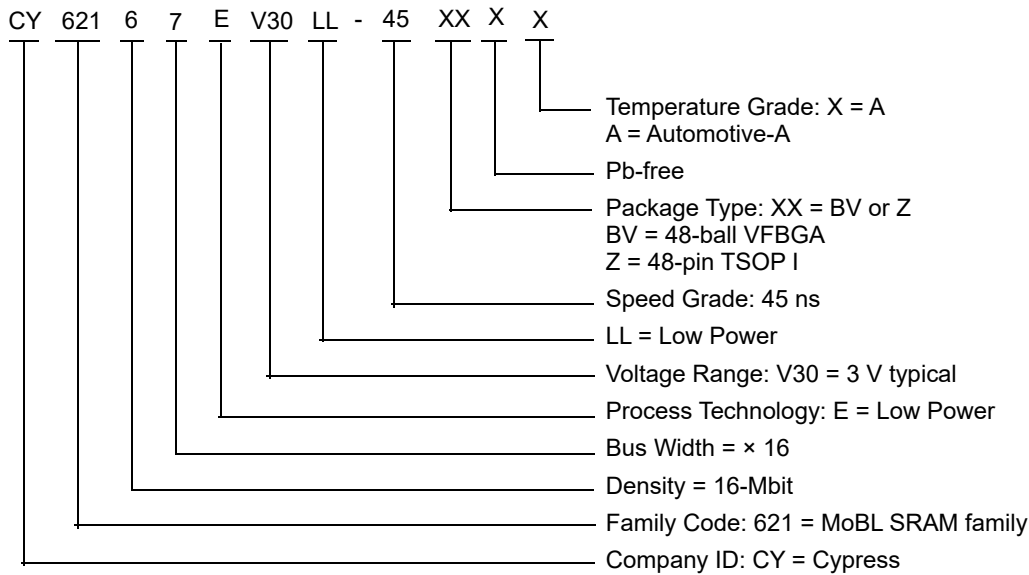 CY 621 6 7 E V30 LL - 45 XX X X
Temperature Grade: X = A
A = Automotive-A
Pb-free
Package Type: XX = BV or Z
BV = 48-ball VFBGA
Z = 48-pin TSOP I
Speed Grade: 45 ns
LL = Low Power
Voltage Range: V30 = 3 V typical
Process Technology: E = Low Power
Bus Width = × 16
Density = 16-Mbit
Family Code: 621 = MoBL SRAM family
Company ID: CY = Cypress